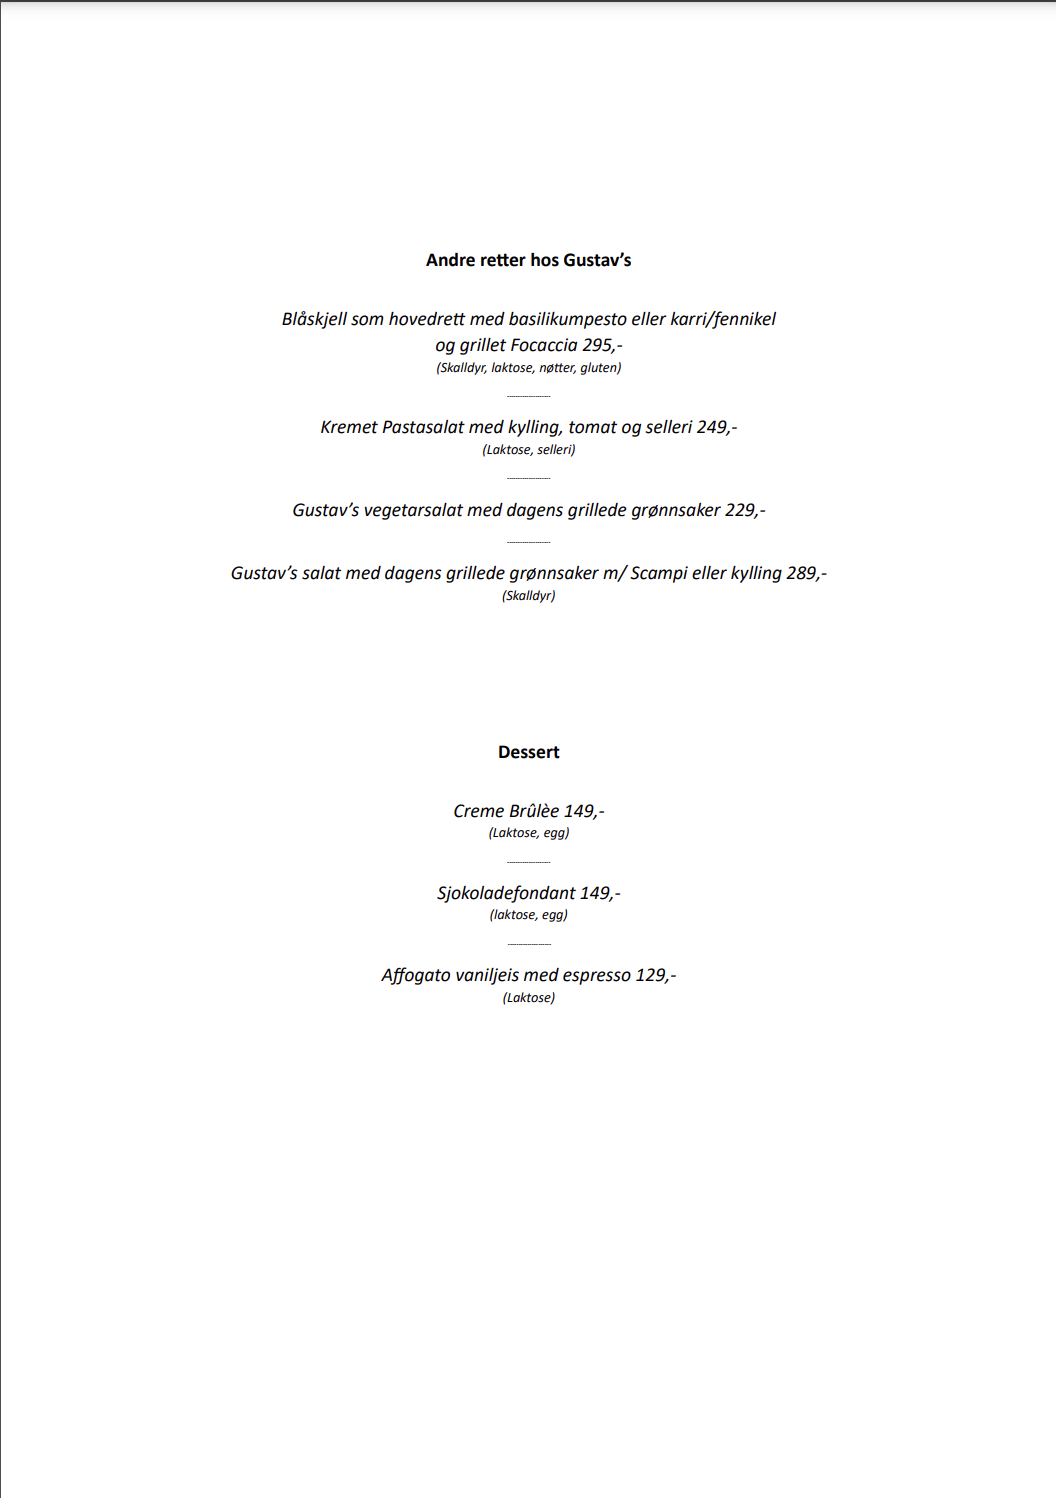 Andre retter hos Gustav’s
Blåskjell som hovedrett med basilikumpesto eller karri/fennikel
og grillet Focaccia 295,-
(Skalldyr, laktose, nøtter, gluten)
Kremet Pastasalat med kylling, tomat og selleri 249,-
(Laktose, selleri)
Gustav’s vegetarsalat med dagens grillede grønnsaker 229,-
Gustav’s salat med dagens grillede grønnsaker m/ Scampi eller kylling 289,-
(Skalldyr)
Dessert
Creme Brûlèe 149,-
(Laktose, egg)
Sjokoladefondant 149,-
(laktose, egg)
Affogato vaniljeis med espresso 129,-
(Laktose)